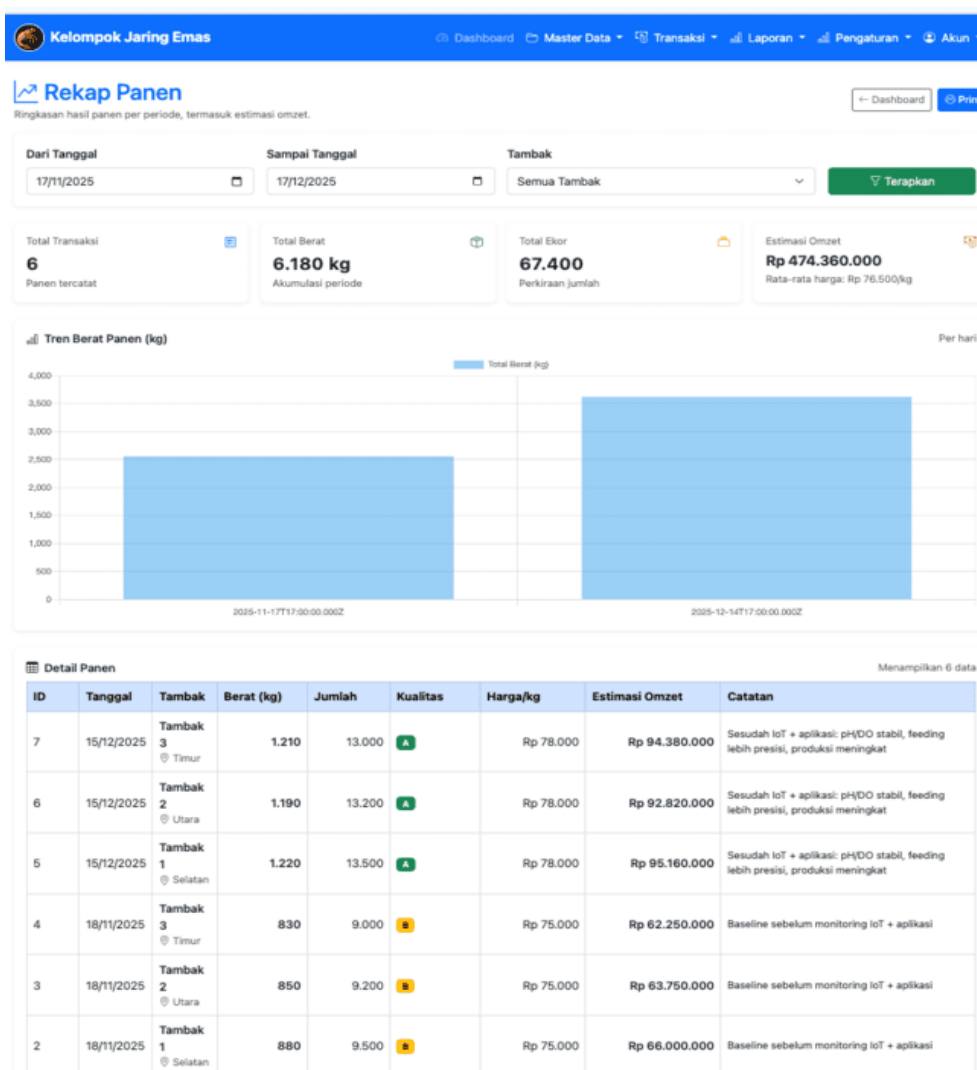 Kelompok Jaring Emas
Dashboard Master Data Transaksi Laporan Pengaturan Akun
Rekap Panen
Ringkasan hasil panen per periode, termasuk estimasi omzet.
← Dashboard
Prin
Dari Tanggal
17/11/2025
Sampai Tanggal
17/12/2025
Tambak
Semua Tambak
Terapkan
Total Transaksi
6
Panen tercatat
Total Berat
6.180 kg
Akumulasi periode
Total Ekor
67.400
Perkiraan jumlah
Estimasi Omzet
Rp 474.360.000
Rata-rata harga: Rp 76.500/kg
Tren Berat Panen (kg)
Per hari
Total Berat (kg)
4,000
3,500
3,000
2,500
2,000
1,500
1,000
500
0
2025-11-17T17:00:00.000Z
2025-12-14T17:00:00.000Z
Detail Panen
Menampilkan 6 data
ID Tanggal Tambak Berat (kg) Jumlah Kualitas Harga/kg Estimasi Omzet Catatan
7 15/12/2025 Tambak 3 Timur 1.210 13.000 A Rp 78.000 Rp 94.380.000 Sesudah IoT + aplikasi: pH/DO stabil, feeding
lebih presisi, produksi meningkat
6 15/12/2025 Tambak 2 Utara 1.190 13.200 A Rp 78.000 Rp 92.820.000 Sesudah IoT + aplikasi: pH/DO stabil, feeding
lebih presisi, produksi meningkat
5 15/12/2025 Tambak 1 Selatan 1.220 13.500 A Rp 78.000 Rp 95.160.000 Sesudah IoT + aplikasi: pH/DO stabil, feeding
lebih presisi, produksi meningkat
4 18/11/2025 Tambak 3 Timur 830 9.000 B Rp 75.000 Rp 62.250.000 Baseline sebelum monitoring IoT + aplikasi
3 18/11/2025 Tambak 2 Utara 850 9.200 B Rp 75.000 Rp 63.750.000 Baseline sebelum monitoring IoT + aplikasi
2 18/11/2025 Tambak 1 Selatan 880 9.500 B Rp 75.000 Rp 66.000.000 Baseline sebelum monitoring IoT + aplikasi